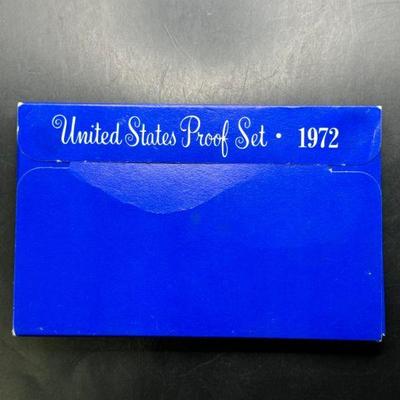 United States Proof Set • 1972